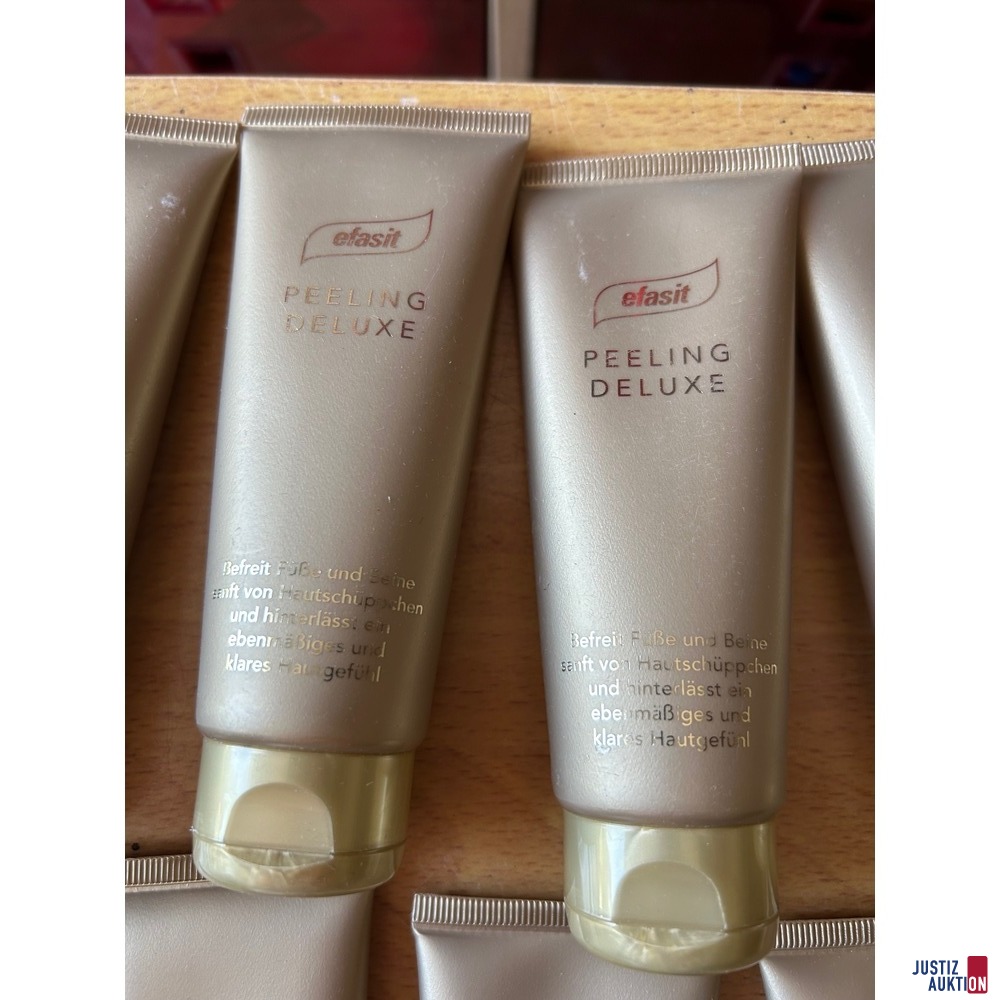 efasit
PEELING
DELUXE
Befreit Füße und Beine
sanft von Hautschüppchen
und hinterlässt ein
ebenmäßiges und
klares Hautgefühl
efasit
PEELING
DELUXE
Befreit Füße und Beine
sanft von Hautschüppchen
und hinterlässt ein
ebenmäßiges und
klares Hautgefühl
JUSTIZ
AUKTION